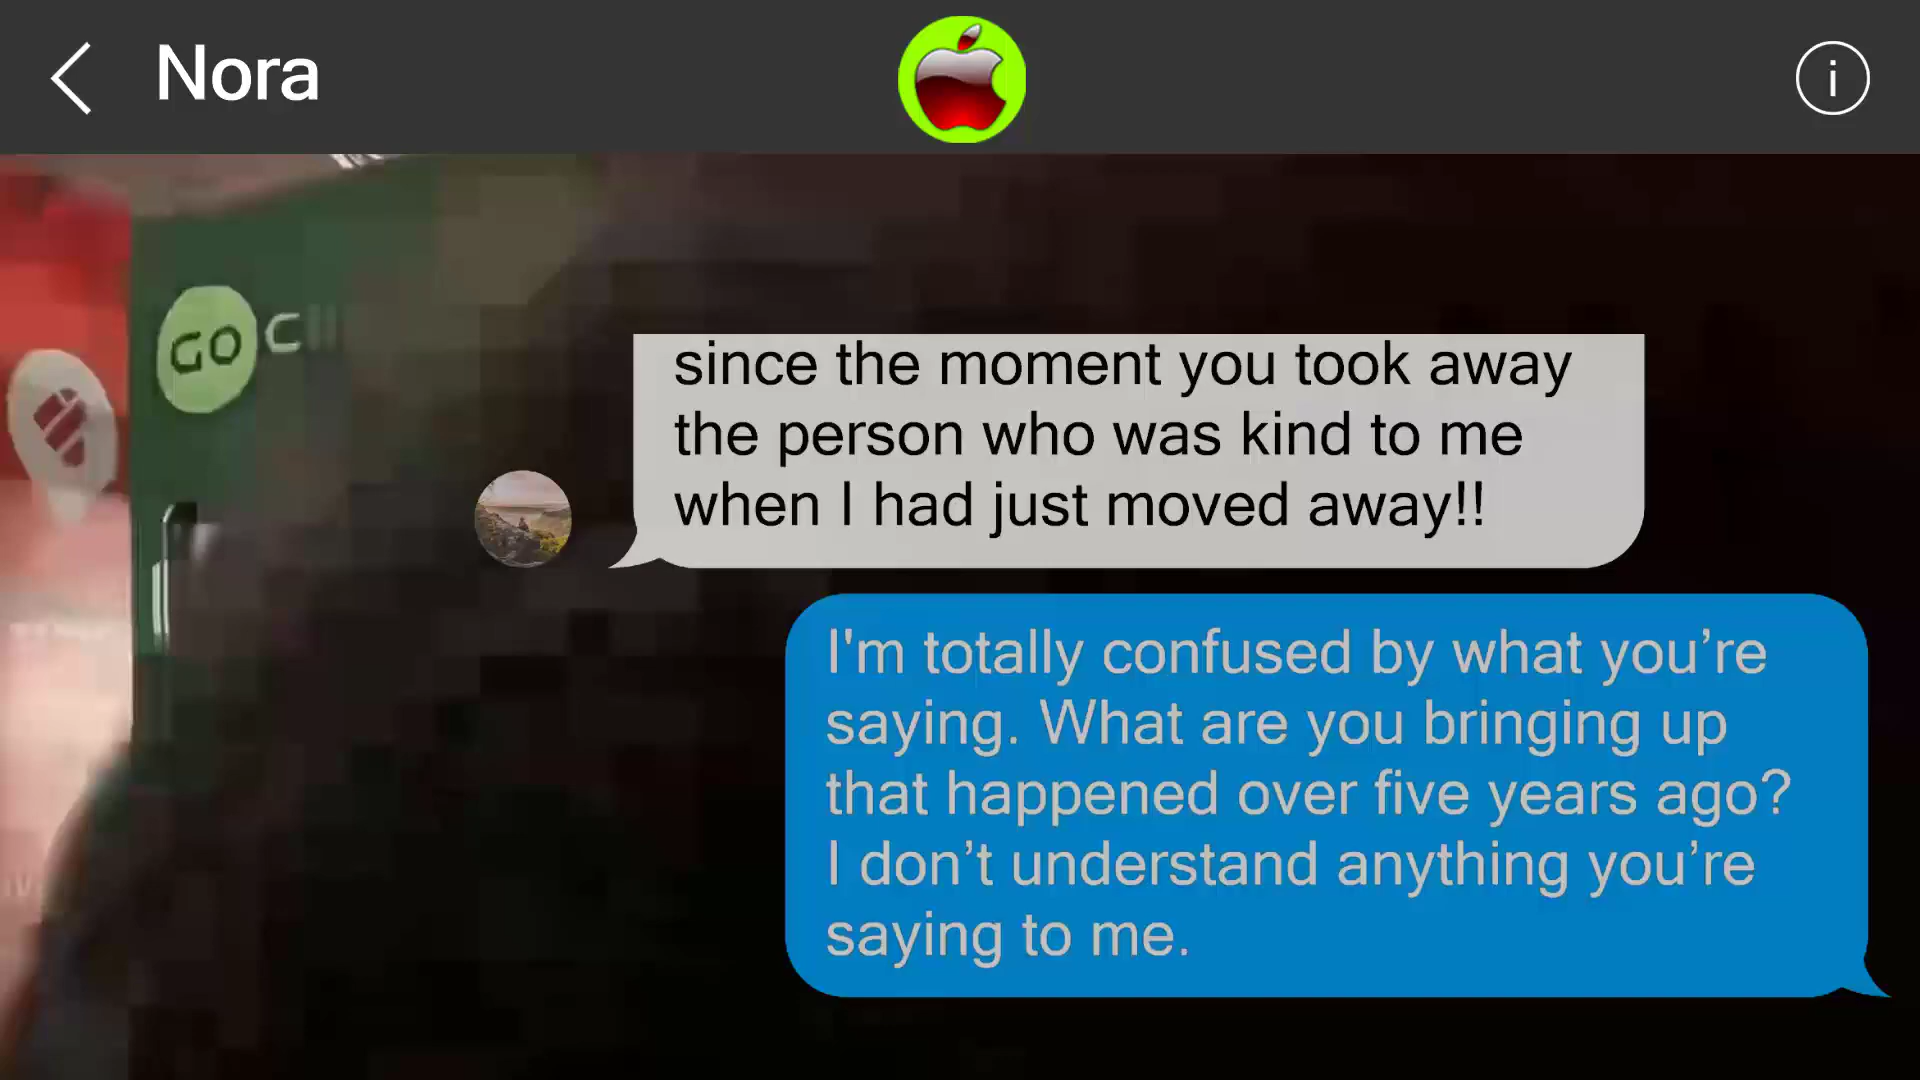 Nora
i
GO
since the moment you took away
the person who was kind to me
when I had just moved away!!
I'm totally confused by what you’re
saying. What are you bringing up
that happened over five years ago?
I don’t understand anything you’re
saying to me.